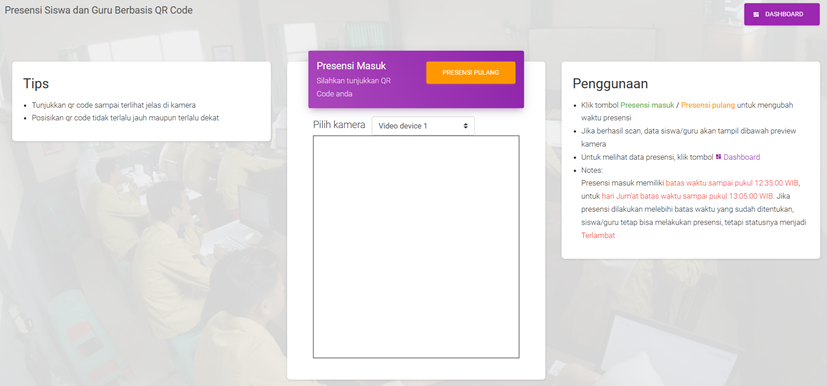 Presensi Siswa dan Guru Berbasis QR Code
DASHBOARD
Tips
Tunjukkan qr code sampai terlihat jelas di kamera
Posisikan qr code tidak terlalu jauh maupun terlalu dekat
Presensi Masuk
Silahkan tunjukkan QR
Code anda
PRESENSI PULANG
Pilih kamera
Video device 1
Penggunaan
Klik tombol Presensi masuk / Presensi pulang untuk mengubah
waktu presensi
Jika berhasil scan, data siswa/guru akan tampil dibawah preview
kamera
Untuk melihat data presensi, klik tombol Dashboard
Notes:
Presensi masuk memiliki batas waktu sampai pukul 12:35:00 WIB,
untuk hari Jum'at batas waktu sampai pukul 13:05:00 WIB. Jika
presensi dilakukan melebihi batas waktu yang sudah ditentukan,
siswa/guru tetap bisa melakukan presensi, tetapi statusnya menjadi
Terlambat